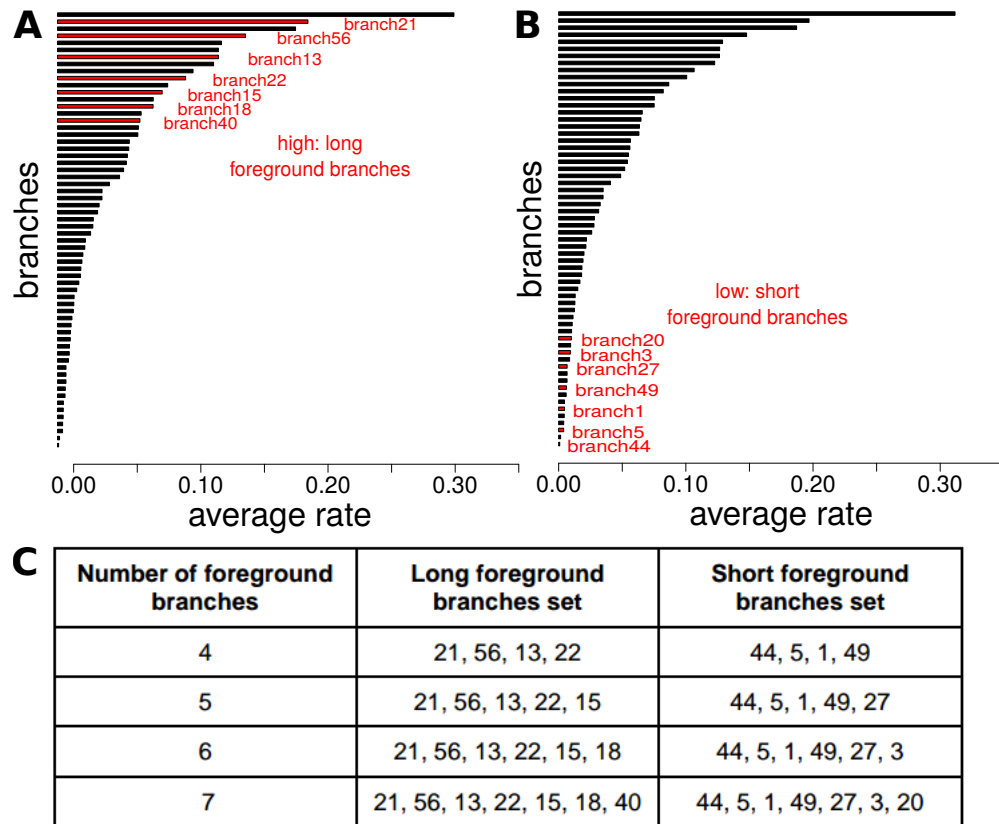 A
branch21
branch56
branch13
branch22
branch15
branch18
branch40
high: long
foreground branches
branches
0.00 0.10 0.20 0.30
average rate
B
low: short
foreground branches
branch20
branch3
branch27
branch49
branch1
branch5
branch44
branches
0.00 0.10 0.20 0.30
average rate
C
Number of foreground
branches
Long foreground
branches set
Short foreground
branches set
4 21, 56, 13, 22 44, 5, 1, 49
5 21, 56, 13, 22, 15 44, 5, 1, 49, 27
6 21, 56, 13, 22, 15, 18 44, 5, 1, 49, 27, 3
7 21, 56, 13, 22, 15, 18, 40 44, 5, 1, 49, 27, 3, 20